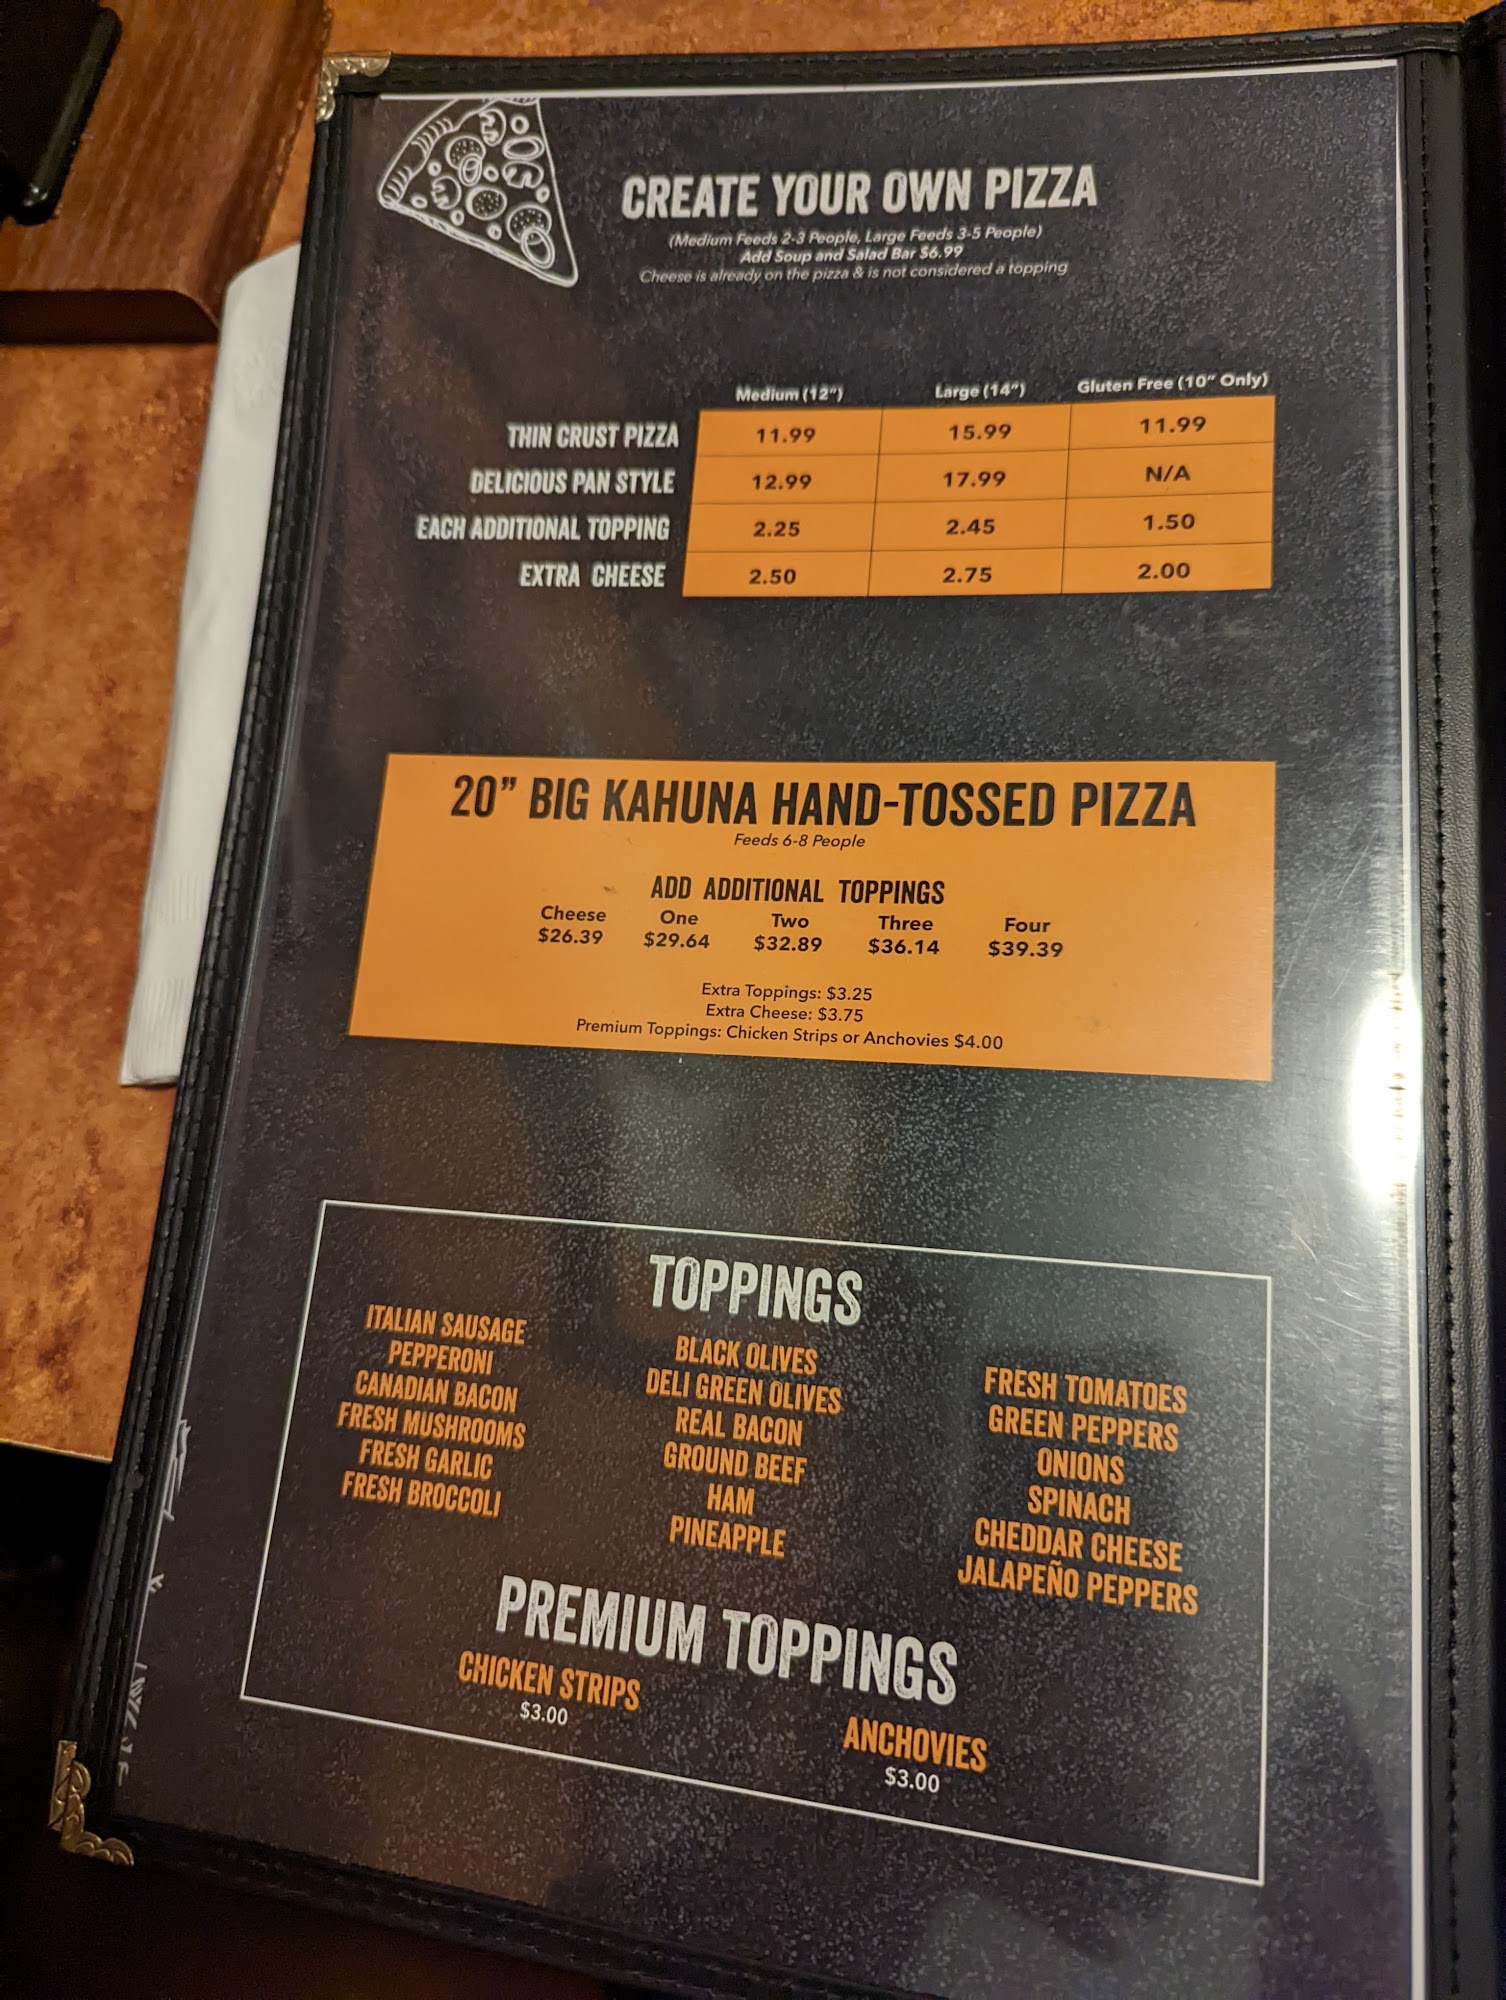 CREATE YOUR OWN PIZZA
(Medium Feeds 2-3 People, Large Feeds 3-5 People)
Add Soup and Salad Bar $6.99
Cheese is already on the pizza & is not considered a topping
Medium (12”) Large (14”) Gluten Free (10” Only)
THIN CRUST PIZZA 11.99 15.99 11.99
DELICIOUS PAN STYLE 12.99 17.99 N/A
EACH ADDITIONAL TOPPING 2.25 2.45 1.50
EXTRA CHEESE 2.50 2.75 2.00
20” BIG KAHUNA HAND-TOSSED PIZZA
Feeds 6-8 People
ADD ADDITIONAL TOPPINGS
Cheese One Two Three Four
$26.39 $29.64 $32.89 $36.14 $39.39
Extra Toppings: $3.25
Extra Cheese: $3.75
Premium Toppings: Chicken Strips or Anchovies $4.00
TOPPINGS
ITALIAN SAUSAGE
PEPPERONI
CANADIAN BACON
FRESH MUSHROOMS
FRESH GARLIC
FRESH BROCCOLI
BLACK OLIVES
DELI GREEN OLIVES
REAL BACON
GROUND BEEF
HAM
PINEAPPLE
FRESH TOMATOES
GREEN PEPPERS
ONIONS
SPINACH
CHEDDAR CHEESE
JALAPEÑO PEPPERS
PREMIUM TOPPINGS
CHICKEN STRIPS
$3.00
ANCHOVIES
$3.00